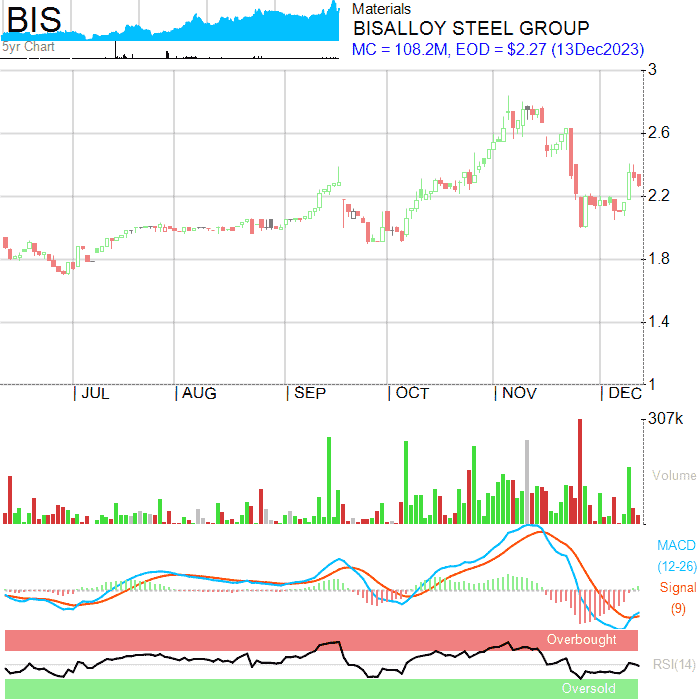 BIS
5yr Chart
Materials
BISALLOY STEEL GROUP
MC = 108.2M, EOD = $2.27 (13Dec2023)
3
2.6
2.2
1.8
1.4
1
JUL AUG SEP OCT NOV DEC
307k
Volume
MACD
(12-26)
Signal
(9)
Overbought
RSI(14)
Oversold